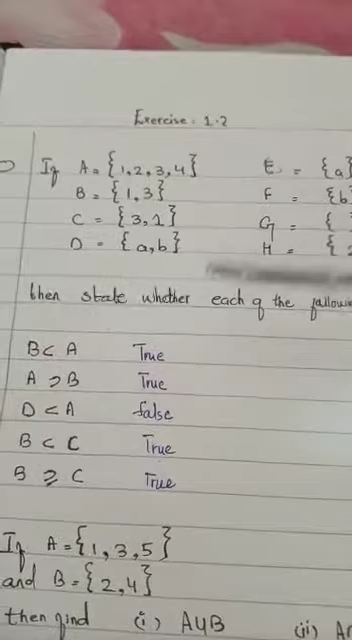 Exercise: 1.2
If A = {1,2,3,4} E = {a}
B = {1,3} F = {b
C = {3,1} G = {
D = {a,b} H = {
then state whether each of the
B ⊂ A True
A ⊃ B True
D ⊂ A false
B ⊂ C True
B ⊇ C True
If A = {1,3,5}
and B = {2,4}
then find (i) A∪B (ii) A